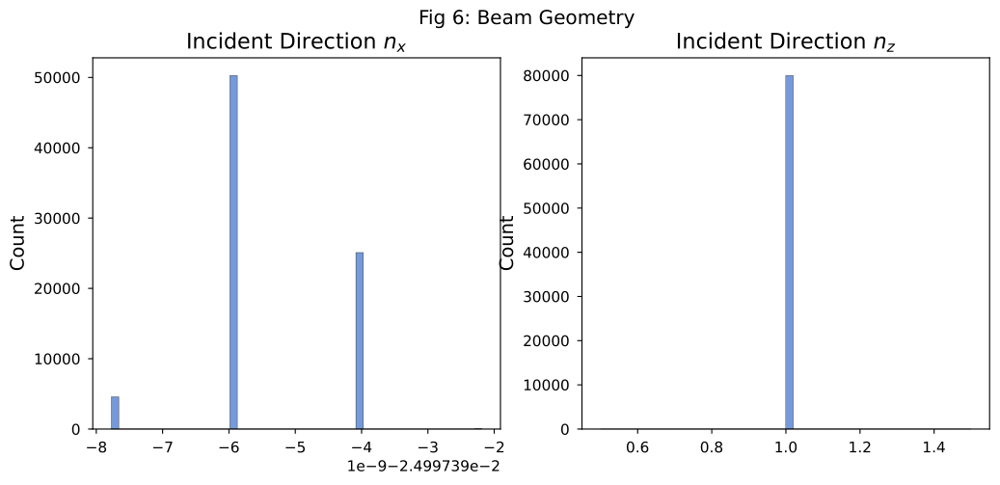 Fig 6: Beam Geometry
Incident Direction nₓ
Count
50000
40000
30000
20000
10000
0
−8 −7 −6 −5 −4 −3 −2
1e−9−2.499739e−2
Incident Direction n_z
Count
80000
70000
60000
50000
40000
30000
20000
10000
0
0.6 0.8 1.0 1.2 1.4